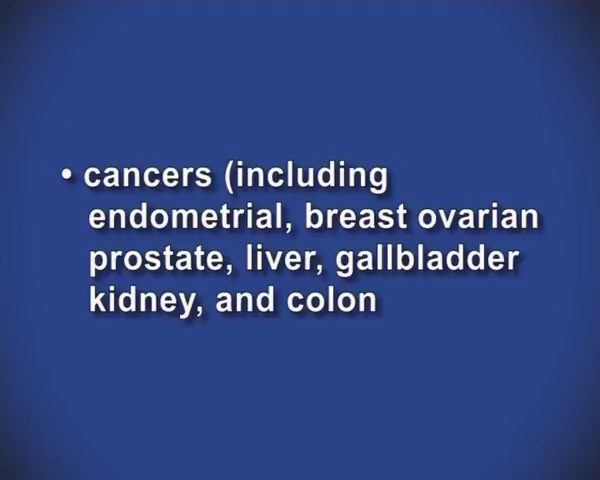 • cancers (including
endometrial, breast ovarian
prostate, liver, gallbladder
kidney, and colon